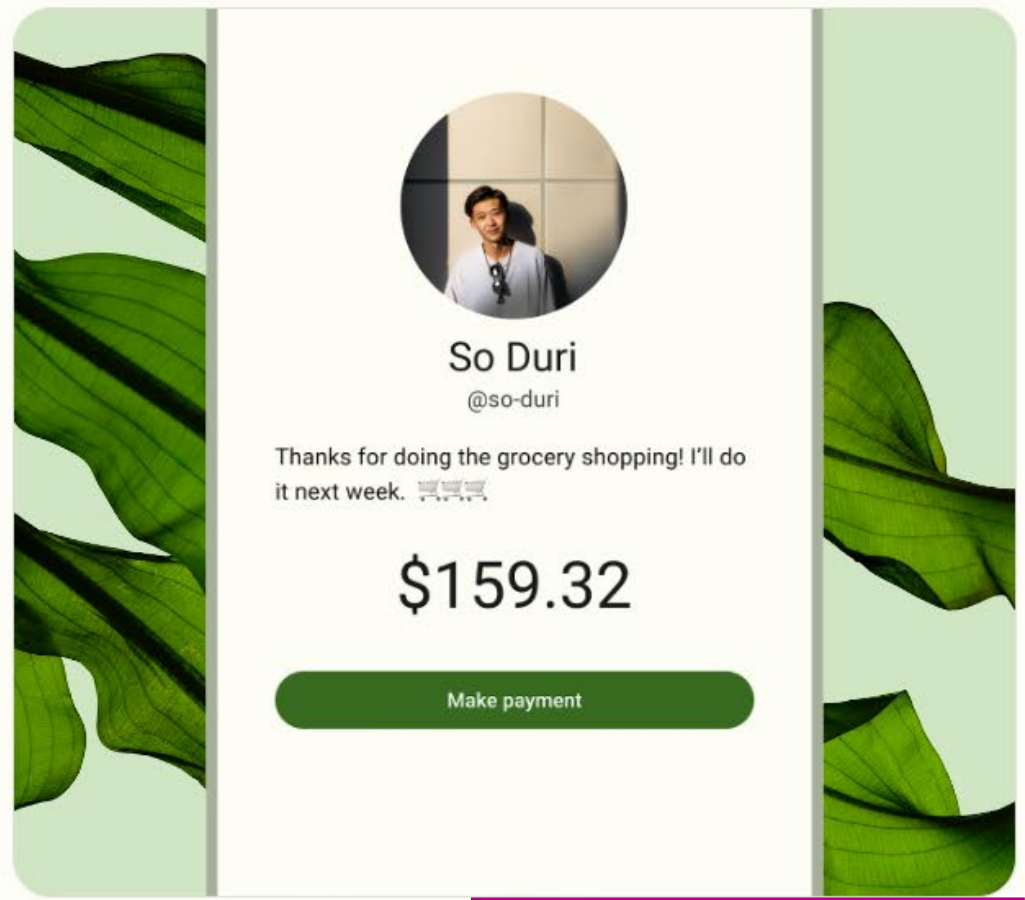 So Duri
@so-duri
Thanks for doing the grocery shopping! I’ll do
it next week. 🛒🛒🛒
$159.32
Make payment